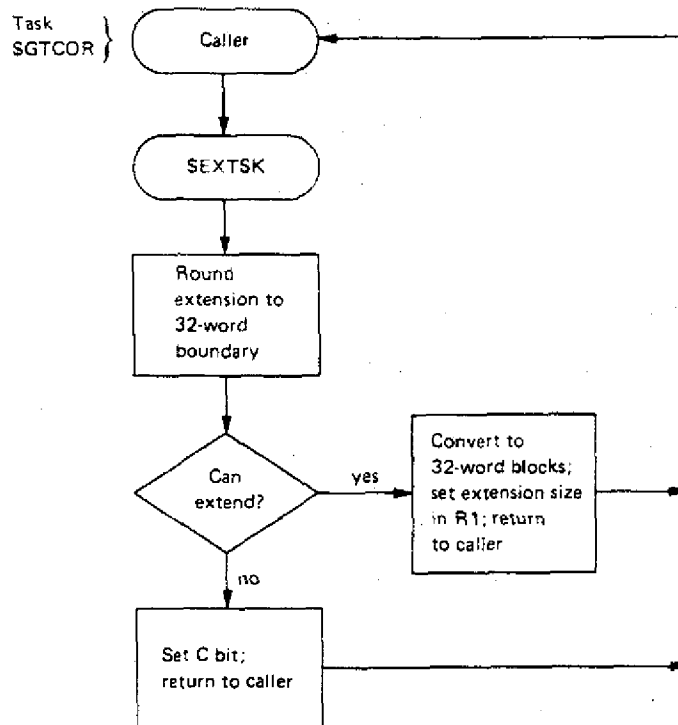 Task
$GTCOR
Caller
$EXTSK
Round
extension to
32-word
boundary
Can
extend?
yes
Convert to
32-word blocks;
set extension size
in R1; return
to caller
no
Set C bit;
return to caller